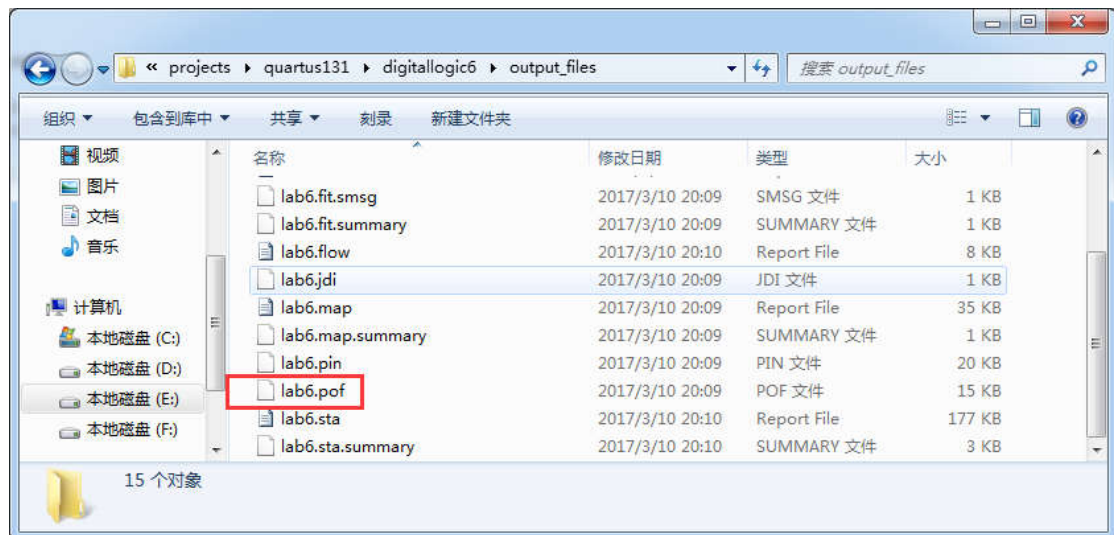 « projects ▸ quartus131 ▸ digitallogic6 ▸ output_files 搜索 output_files
组织 包含到库中 共享 刻录 新建文件夹
视频
图片
文档
音乐
计算机
本地磁盘 (C:)
本地磁盘 (D:)
本地磁盘 (E:)
本地磁盘 (F:)
名称 修改日期 类型 大小
lab6.fit.smsg 2017/3/10 20:09 SMSG 文件 1 KB
lab6.fit.summary 2017/3/10 20:09 SUMMARY 文件 1 KB
lab6.flow 2017/3/10 20:10 Report File 8 KB
lab6.jdi 2017/3/10 20:09 JDI 文件 1 KB
lab6.map 2017/3/10 20:09 Report File 35 KB
lab6.map.summary 2017/3/10 20:09 SUMMARY 文件 1 KB
lab6.pin 2017/3/10 20:09 PIN 文件 20 KB
lab6.pof 2017/3/10 20:09 POF 文件 15 KB
lab6.sta 2017/3/10 20:10 Report File 177 KB
lab6.sta.summary 2017/3/10 20:10 SUMMARY 文件 3 KB
15 个对象